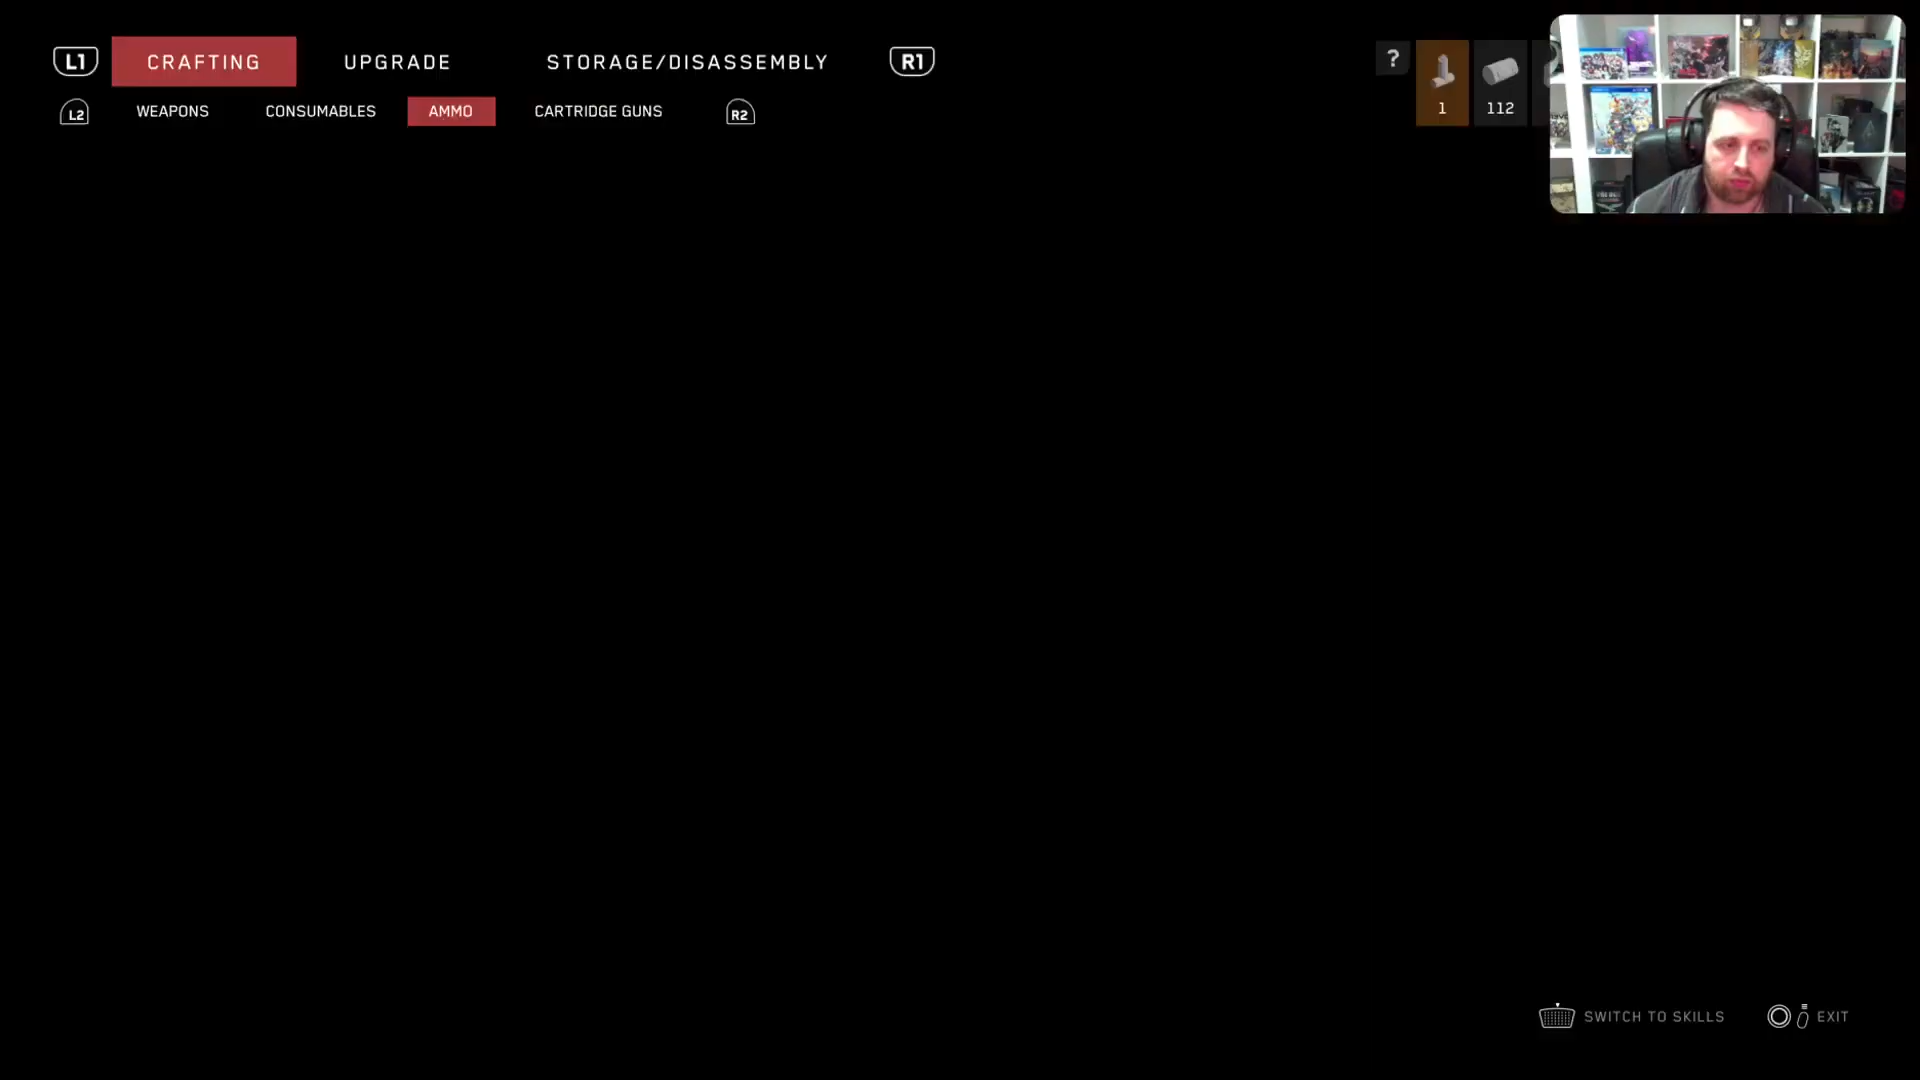 L1 CRAFTING UPGRADE STORAGE/DISASSEMBLY R1
L2 WEAPONS CONSUMABLES AMMO CARTRIDGE GUNS R2
?
1 112
SWITCH TO SKILLS EXIT